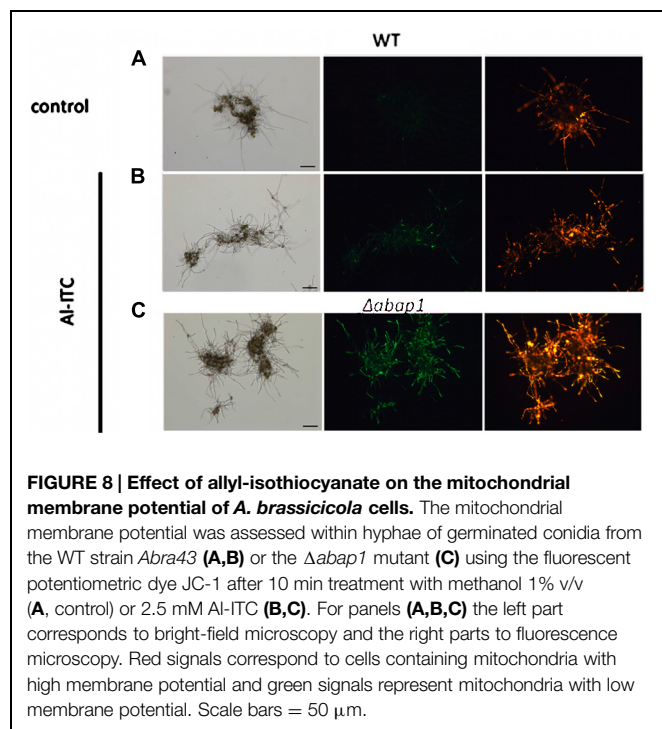 WT
A
control
B
Al-ITC
Δabap1
C
FIGURE 8 | Effect of allyl-isothiocyanate on the mitochondrial
membrane potential of A. brassicicola cells. The mitochondrial
membrane potential was assessed within hyphae of germinated conidia from
the WT strain Abra43 (A,B) or the Δabap1 mutant (C) using the fluorescent
potentiometric dye JC-1 after 10 min treatment with methanol 1% v/v
(A, control) or 2.5 mM Al-ITC (B,C). For panels (A,B,C) the left part
corresponds to bright-field microscopy and the right parts to fluorescence
microscopy. Red signals correspond to cells containing mitochondria with
high membrane potential and green signals represent mitochondria with low
membrane potential. Scale bars = 50 μm.